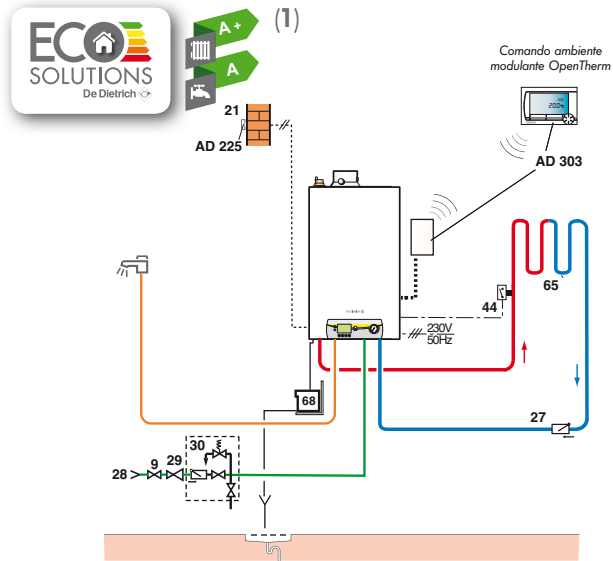 ECO
SOLUTIONS
De Dietrich
A+
A
(1)
Comando ambiente
modulante OpenTherm
21
AD 225
AD 303
65
44
230V
50Hz
68
27
30
28
9
29